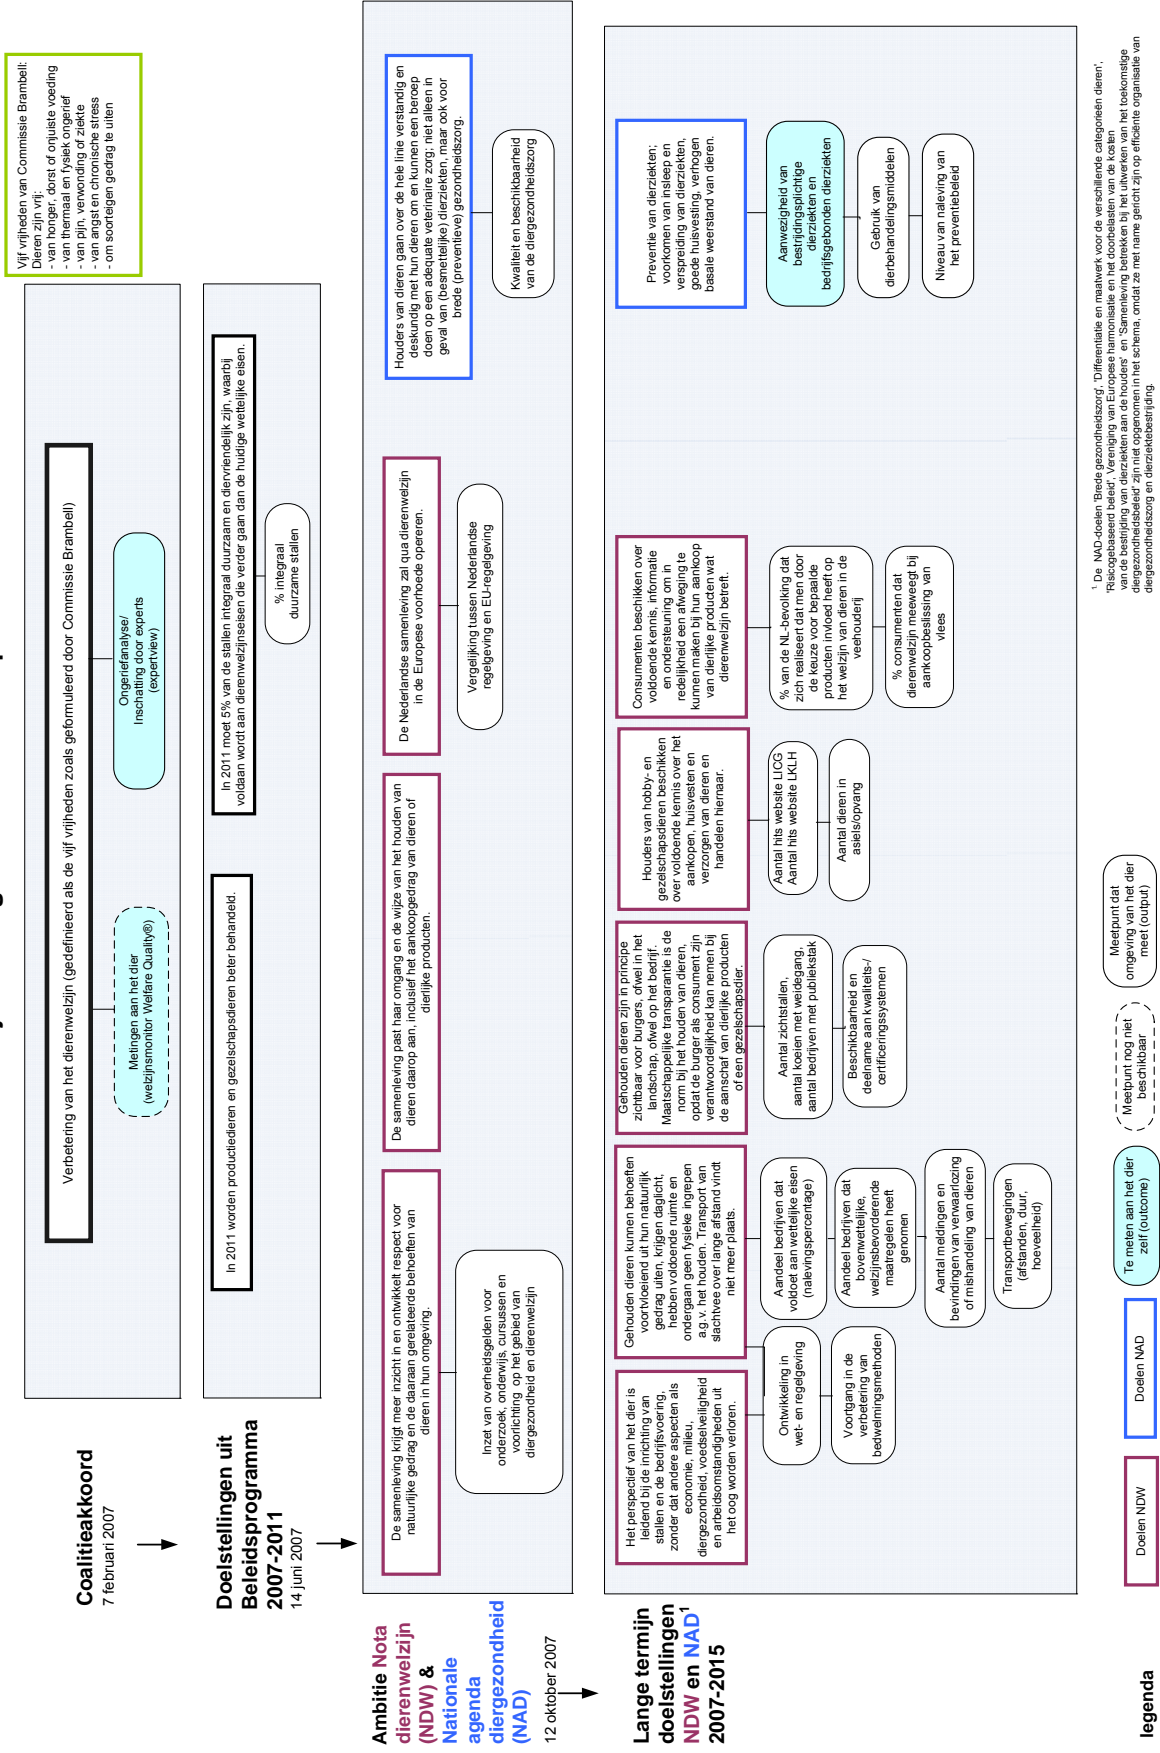 Vijf vrijheden van Commissie Brambell:
Dieren zijn vrij:
- van honger, dorst of onjuiste voeding
- van thermaal en fysiek ongerief
- van pijn, verwonding of ziekte
- van angst en chronische stress
- om soorteigen gedrag te uiten
Coalitieakkoord
7 februari 2007
Verbetering van het dierenwelzijn (gedefinieerd als de vijf vrijheden zoals geformuleerd door Commissie Brambell)
Metingen aan het dier
(welzijnsmonitor Welfare Quality®)
Ongeriefanalyse/
Inschatting door experts
(expertview)
Doelstellingen uit
Beleidsprogramma
2007-2011
14 juni 2007
In 2011 worden productiedieren en gezelschapsdieren beter behandeld.
In 2011 moet 5% van de stallen integraal duurzaam en diervriendelijk zijn, waarbij
voldaan wordt aan dierenwelzijnseisen die verder gaan dan de huidige wettelijke eisen.
% integraal
duurzame stallen
Ambitie Nota
dierenwelzijn
(NDW) &
Nationale
agenda
diergezondheid
(NAD)
12 oktober 2007
De samenleving krijgt meer inzicht in en ontwikkelt respect voor
natuurlijke gedrag en de daaraan gerelateerde behoeften van
dieren in hun omgeving.
Inzet van overheidsgelden voor
onderzoek, onderwijs, cursussen en
voorlichting op het gebied van
diergezondheid en dierenwelzijn
De samenleving past haar omgang en de wijze van het houden van
dieren daarop aan, inclusief het aankoopgedrag van dieren of
dierlijke producten.
De Nederlandse samenleving zal qua dierenwelzijn
in de Europese voorhoede opereren.
Vergelijking tussen Nederlandse
regelgeving en EU-regelgeving
Houders van dieren gaan over de hele linie verstandig en
deskundig met hun dieren om en kunnen een beroep
doen op een adequate veterinaire zorg; niet alleen in
geval van (besmettelijke) dierziekten, maar ook voor
brede (preventieve) gezondheidszorg.
Kwaliteit en beschikbaarheid
van de diergezondheidszorg
Lange termijn
doelstellingen
NDW en NAD¹
2007-2015
Het perspectief van het dier is
leidend bij de inrichting van
stallen en de bedrijfsvoering,
zonder dat andere aspecten als
economie, milieu,
diergezondheid, voedselveiligheid
en arbeidsomstandigheden uit
het oog worden verloren.
Ontwikkeling in
wet- en regelgeving
Voortgang in de
verbetering van
bedwelmingsmethoden
Gehouden dieren kunnen behoeften
voortvloeiend uit hun natuurlijk
gedrag uiten, krijgen daglicht,
hebben voldoende ruimte en
ondergaan geen fysieke ingrepen
a.g.v. het houden. Transport van
slachtvee over lange afstand vindt
niet meer plaats.
Aandeel bedrijven dat
voldoet aan wettelijke eisen
(nalevingspercentage)
Aandeel bedrijven dat
bovenwettelijke,
welzijnsbevorderende
maatregelen heeft
genomen
Aantal meldingen en
bevindingen van verwaarlozing
of mishandeling van dieren
Transportbewegingen
(afstanden, duur,
hoeveelheid)
Gehouden dieren zijn in principe
zichtbaar voor burgers, ofwel in het
landschap, ofwel op het bedrijf.
Maatschappelijke transparantie is de
norm bij het houden van dieren,
opdat de burger als consument zijn
verantwoordelijkheid kan nemen bij
de aanschaf van dierlijke producten
of een gezelschapsdier.
Aantal zichtstallen,
aantal koeien met weidegang,
aantal bedrijven met publiekstak
Beschikbaarheid en
deelname aan kwaliteits-/
certificeringssystemen
Houders van hobby- en
gezelschapsdieren beschikken
over voldoende kennis over het
aankopen, huisvesten en
verzorgen van dieren en
handelen hiernaar.
Aantal hits website LICG
Aantal hits website LKLH
Aantal dieren in
asiels/opvang
Consumenten beschikken over
voldoende kennis, informatie
en ondersteuning om in
redelijkheid een afweging te
kunnen maken bij hun aankoop
van dierlijke producten wat
dierenwelzijn betreft.
% van de NL-bevolking dat
zich realiseert dat men door
de keuze voor bepaalde
producten invloed heeft op
het welzijn van dieren in de
veehouderij
% consumenten dat
dierenwelzijn meeweegt bij
aankoopbeslissing van
vlees
Preventie van dierziekten;
voorkomen van insleep en
verspreiding van dierziekten,
goede huisvesting, verhogen
basale weerstand van dieren.
Aanwezigheid van
bestrijdingsplichtige
dierziekten en
bedrijfsgebonden dierziekten
Gebruik van
dierbehandelingsmiddelen
Niveau van naleving van
het preventiebeleid
legenda
Doelen NDW
Doelen NAD
Te meten aan het dier
zelf (outcome)
Meetpunt nog niet
beschikbaar
Meetpunt dat
omgeving van het dier
meet (output)
¹ De NAD-doelen 'Brede gezondheidszorg', 'Differentiatie en maatwerk voor de verschillende categorieën dieren',
'Risicogebaseerd beleid', Vereniging van Europese harmonisatie en het doorbelasten van de kosten
van de bestrijding van dierziekten aan de houders' en 'Samenleving betrekken bij het uitwerken van het toekomstige
diergezondheidsbeleid' zijn niet opgenomen in het schema, omdat ze met name gericht zijn op efficiënte organisatie van
diergezondheidszorg en dierziektebestrijding.